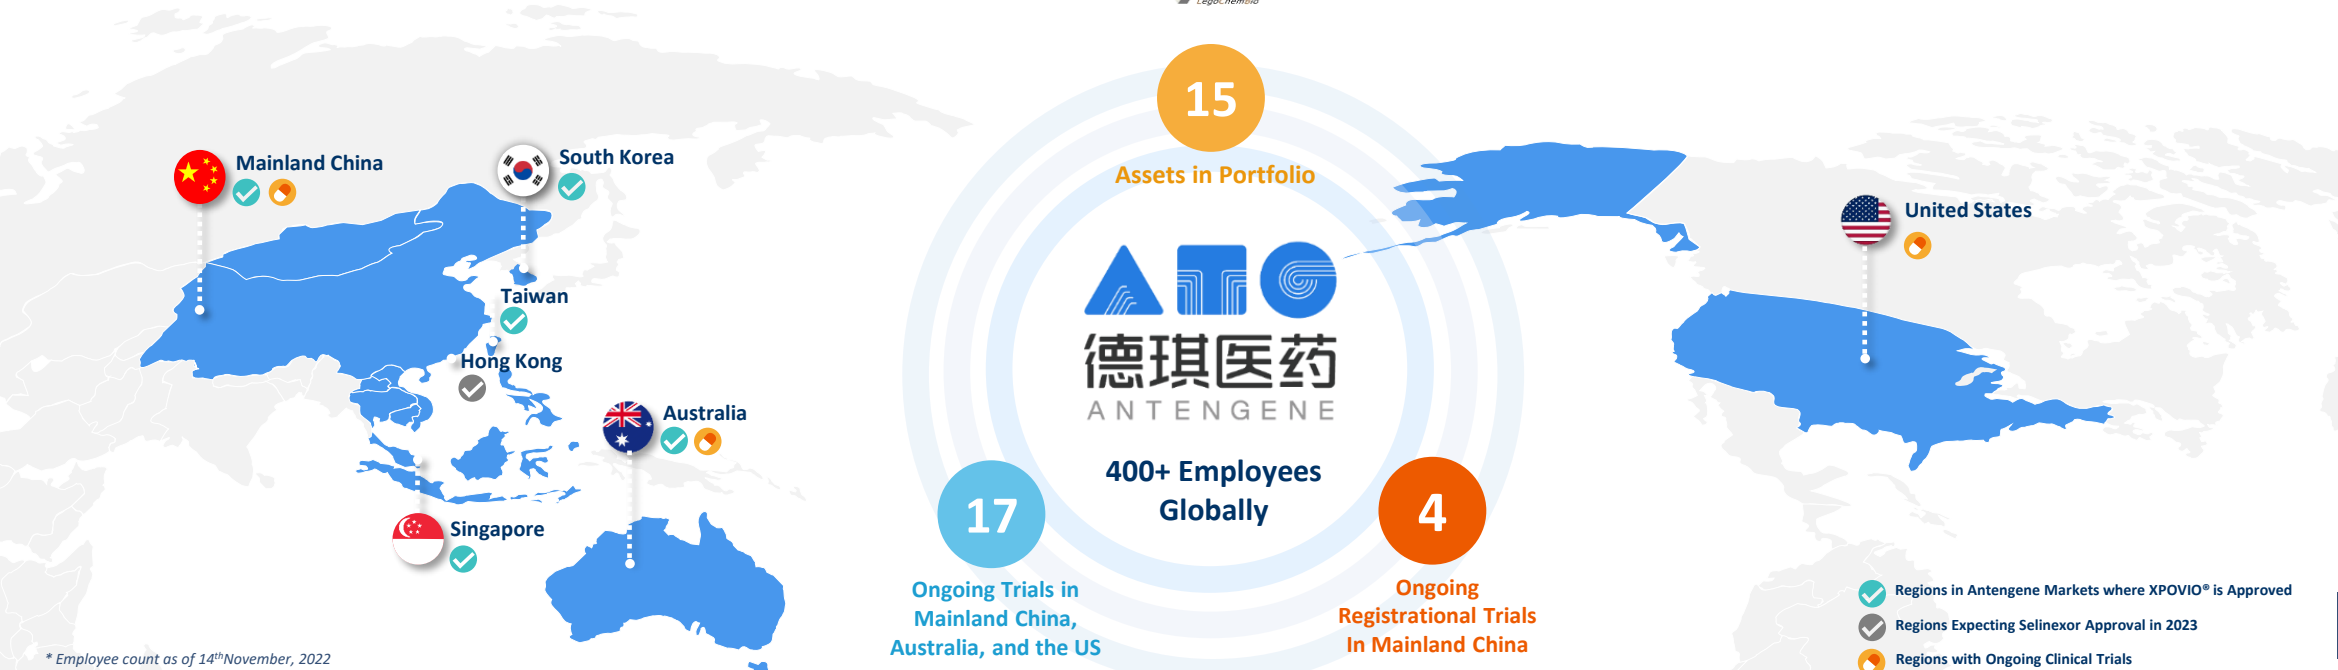 LegoChemBio
15
Assets in Portfolio
Mainland China
South Korea
Taiwan
Hong Kong
Australia
Singapore
United States
ATG
德琪医药
ANTENGENE
400+ Employees
Globally
17
Ongoing Trials in
Mainland China,
Australia, and the US
4
Ongoing
Registrational Trials
In Mainland China
Regions in Antengene Markets where XPOVIO® is Approved
Regions Expecting Selinexor Approval in 2023
Regions with Ongoing Clinical Trials
* Employee count as of 14thNovember, 2022